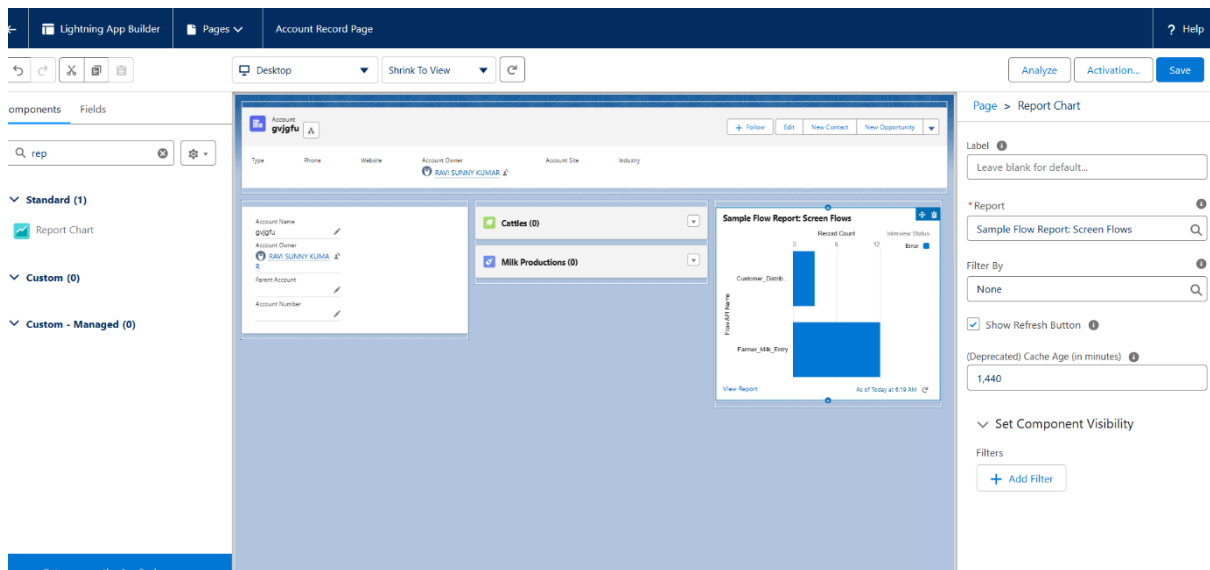 Lightning App Builder
Pages
Account Record Page
? Help
Desktop
Shrink To View
Analyze
Activation...
Save
omponents
Fields
rep
Standard (1)
Report Chart
Custom (0)
Custom - Managed (0)
Account
gvjgfu
+ Follow
Edit
New Contact
New Opportunity
Type
Phone
Website
Account Owner
Account Site
Industry
RAVI SUNNY KUMAR
Account Name
gvjgfu
Account Owner
RAVI SUNNY KUMA
R
Parent Account
Account Number
Cattles (0)
Milk Productions (0)
Sample Flow Report: Screen Flows
Record Count
Interview Status
0
6
12
Error
Customer_Distrib...
Flow API Name
Farmer_Milk_Entry
View Report
As of Today at 6:19 AM
Page > Report Chart
Label
Leave blank for default...
* Report
Sample Flow Report: Screen Flows
Filter By
None
Show Refresh Button
(Deprecated) Cache Age (in minutes)
1,440
Set Component Visibility
Filters
+ Add Filter